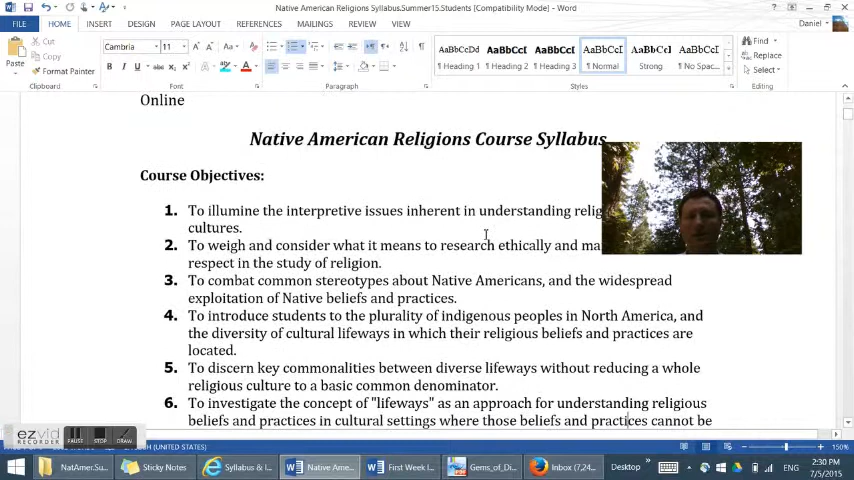 Native American Religions Syllabus.Summer15.Students [Compatibility Mode] - Word
FILE HOME INSERT DESIGN PAGE LAYOUT REFERENCES MAILINGS REVIEW VIEW Daniel
Cut
Copy
Format Painter
Paste
Cambria 11
AaBbCcI AaBbCcI AaBbCcI AaBbCcI AaBbCcI AaBbCcI
Heading 1 Heading 2 Heading 3 ¶ Normal Strong ¶ No Spac...
Find
Replace
Select
Clipboard Font Paragraph Styles Editing
Online
Native American Religions Course Syllabus
Course Objectives:
1. To illumine the interpretive issues inherent in understanding relig
cultures.
2. To weigh and consider what it means to research ethically and ma
respect in the study of religion.
3. To combat common stereotypes about Native Americans, and the widespread
exploitation of Native beliefs and practices.
4. To introduce students to the plurality of indigenous peoples in North America, and
the diversity of cultural lifeways in which their religious beliefs and practices are
located.
5. To discern key commonalities between diverse lifeways without reducing a whole
religious culture to a basic common denominator.
6. To investigate the concept of "lifeways" as an approach for understanding religious
beliefs and practices in cultural settings where those beliefs and practices cannot be
ezvid
RECORDER
PAUSE STOP DRAW
(UNITED STATES)
150%
NatAmer.Su... Sticky Notes Syllabus & I... Native Ame... First Week I... Gems_of_Di... Inbox (7,24... Desktop ENG
2:30 PM
7/5/2015